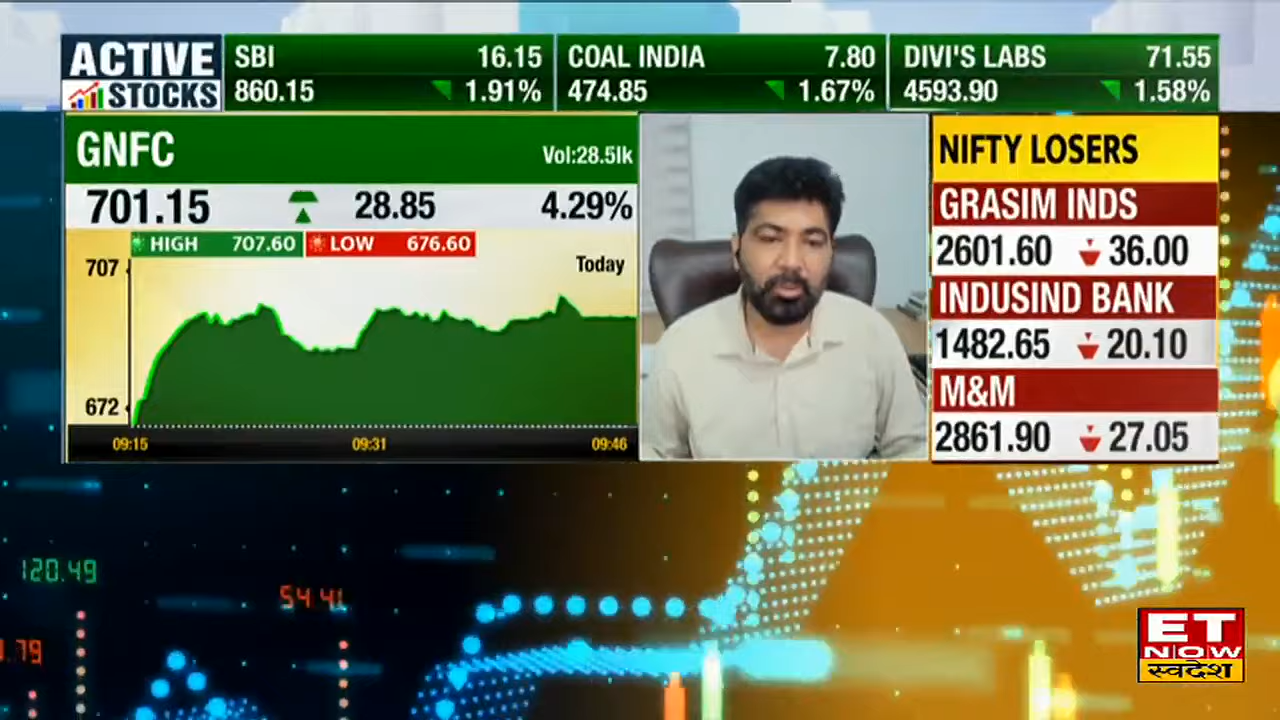 ACTIVE STOCKS
SBI 16.15
860.15 1.91%
COAL INDIA 7.80
474.85 1.67%
DIVI'S LABS 71.55
4593.90 1.58%
GNFC Vol:28.5lk
701.15 28.85 4.29%
HIGH 707.60 LOW 676.60
Today
707
672
09:15 09:31 09:46
NIFTY LOSERS
GRASIM INDS
2601.60 36.00
INDUSIND BANK
1482.65 20.10
M&M
2861.90 27.05
120.49
54.41
.79
ET
NOW
स्वदेश